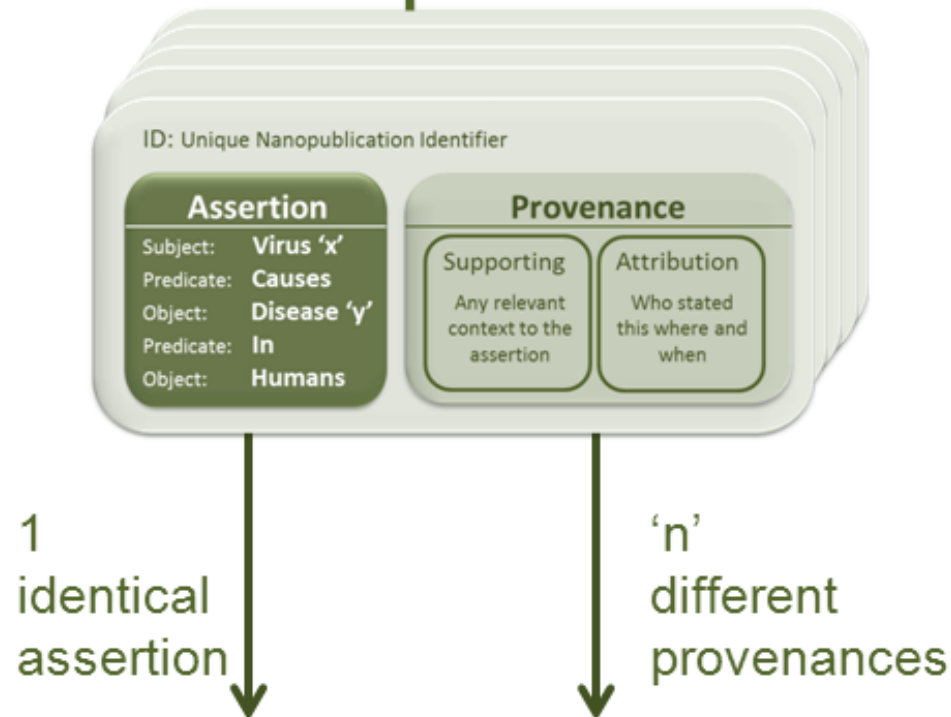 ID: Unique Nanopublication Identifier
Assertion
Subject: Virus ‘x’
Predicate: Causes
Object: Disease ‘y’
Predicate: In
Object: Humans
Provenance
Supporting
Any relevant
context to the
assertion
Attribution
Who stated
this where and
when
1
identical
assertion
‘n’
different
provenances